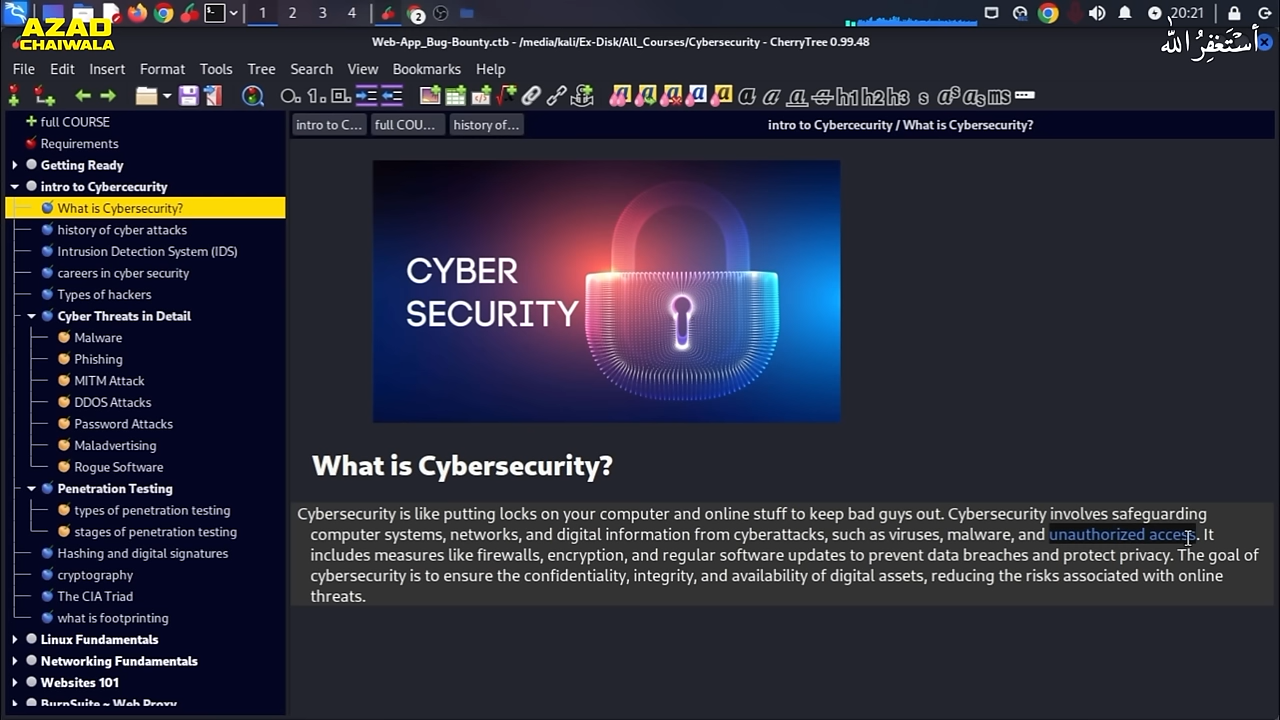 1 2 3 4
2
20:21
AZAD
CHAIWALA
أستغفر الله
Web-App_Bug-Bounty.ctb - /media/kali/Ex-Disk/All_Courses/Cybersecurity - CherryTree 0.99.48
File Edit Insert Format Tools Tree Search View Bookmarks Help
h1 h2 h3 s as as ms
full COURSE
Requirements
Getting Ready
intro to Cybercecurity
What is Cybersecurity?
history of cyber attacks
Intrusion Detection System (IDS)
careers in cyber security
Types of hackers
Cyber Threats in Detail
Malware
Phishing
MITM Attack
DDOS Attacks
Password Attacks
Maladvertising
Rogue Software
Penetration Testing
types of penetration testing
stages of penetration testing
Hashing and digital signatures
cryptography
The CIA Triad
what is footprinting
Linux Fundamentals
Networking Fundamentals
Websites 101
BurpSuite ~ Web Proxy
intro to C... full COU... history of... intro to Cybercecurity / What is Cybersecurity?
CYBER
SECURITY
What is Cybersecurity?
Cybersecurity is like putting locks on your computer and online stuff to keep bad guys out. Cybersecurity involves safeguarding
computer systems, networks, and digital information from cyberattacks, such as viruses, malware, and unauthorized access. It
includes measures like firewalls, encryption, and regular software updates to prevent data breaches and protect privacy. The goal of
cybersecurity is to ensure the confidentiality, integrity, and availability of digital assets, reducing the risks associated with online
threats.